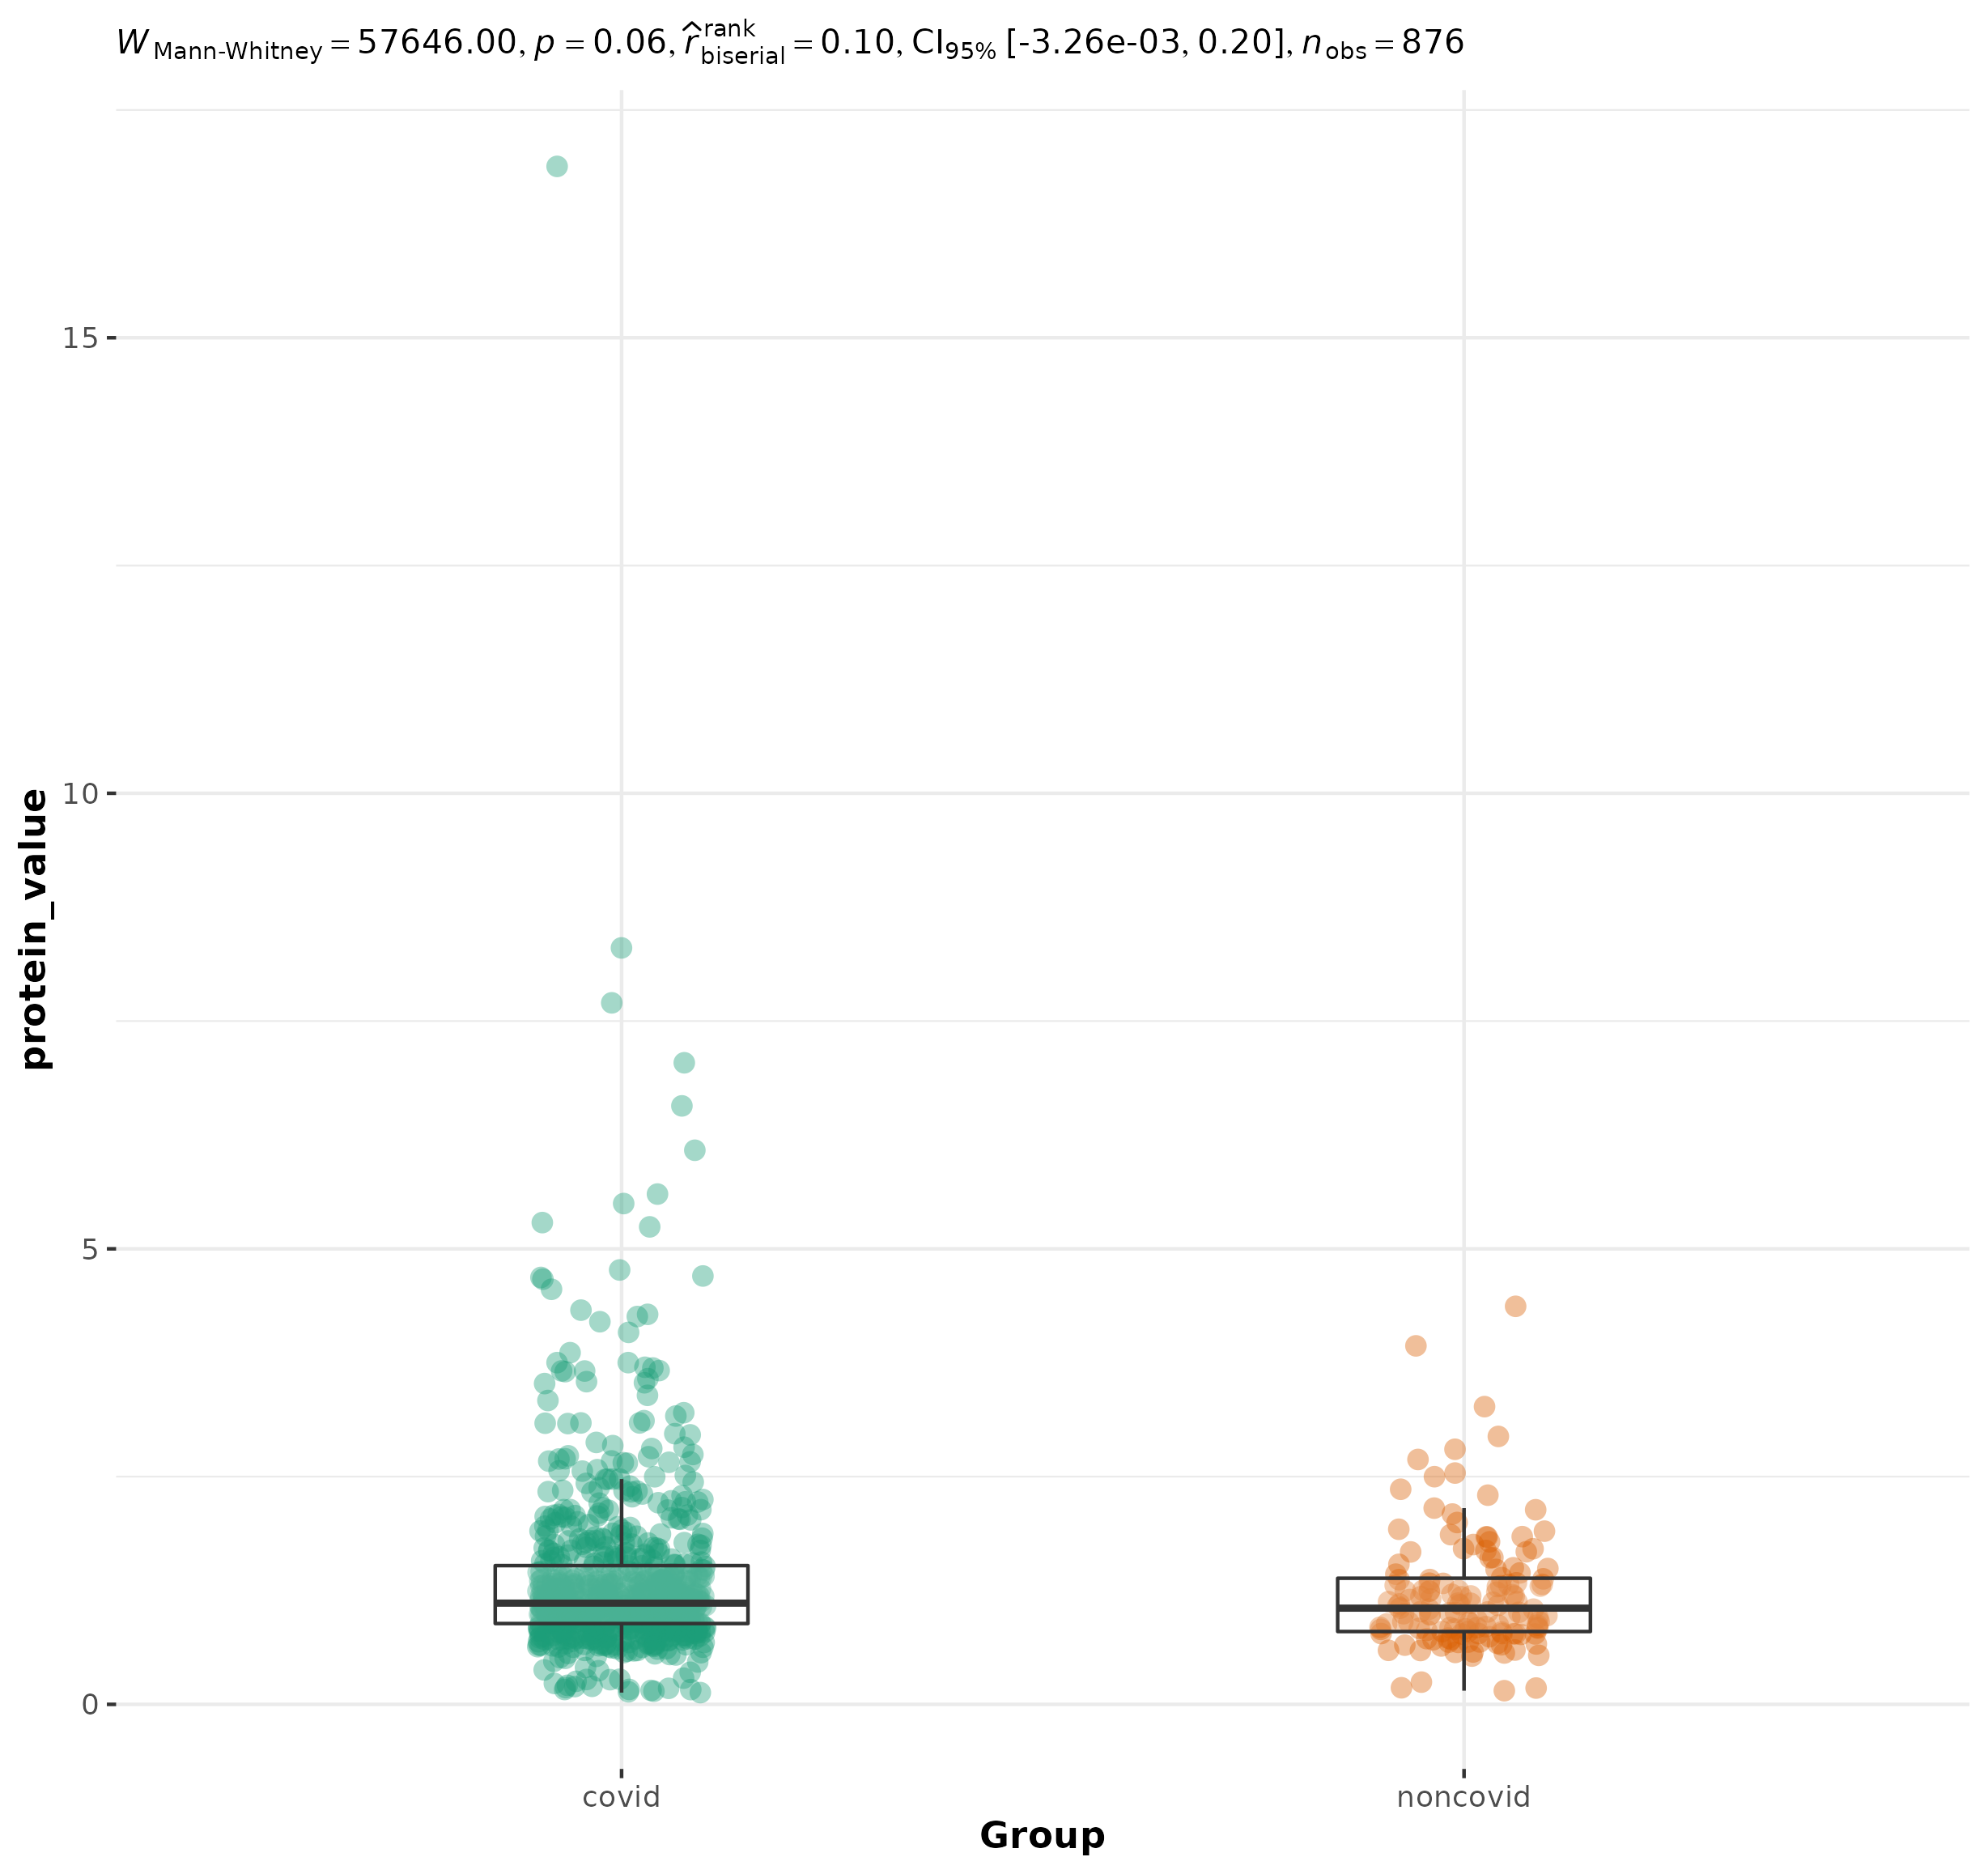 W Mann-Whitney = 57646.00, p = 0.06, r̂ rank biserial = 0.10, CI95% [-3.26e-03, 0.20], n obs = 876
15
10
5
0
protein_value
covid
noncovid
Group